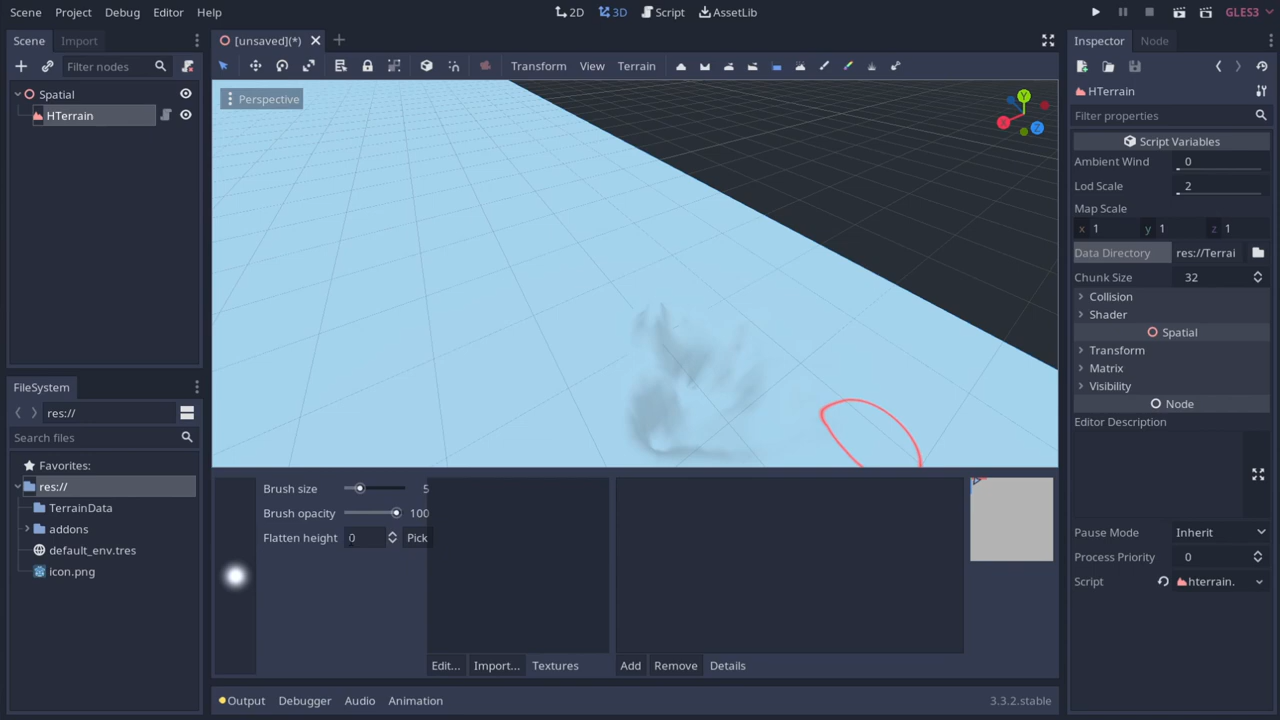 Scene Project Debug Editor Help 2D 3D Script AssetLib GLES3
Scene Import
[unsaved](*)
Inspector Node
Filter nodes
Transform View Terrain
Spatial
HTerrain
Perspective
Y
X
Z
HTerrain
Filter properties
Script Variables
Ambient Wind 0
Lod Scale 2
Map Scale
x 1 y 1 z 1
Data Directory res://Terrai
Chunk Size 32
Collision
Shader
Spatial
Transform
Matrix
Visibility
Node
Editor Description
Pause Mode Inherit
Process Priority 0
Script hterrain.
FileSystem
res://
Search files
Favorites:
res://
TerrainData
addons
default_env.tres
icon.png
Brush size 5
Brush opacity 100
Flatten height 0 Pick
Edit... Import... Textures Add Remove Details
Output Debugger Audio Animation 3.3.2.stable